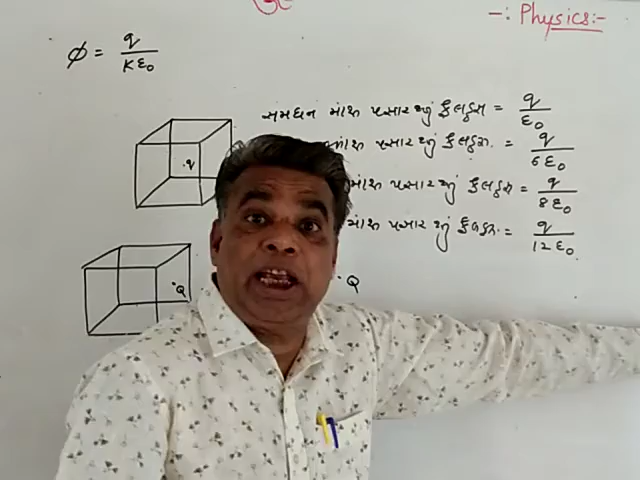 -: Physics:-
ϕ = q/Kε₀
સમઘન માંથી પસાર થતું ફ્લક્સ = q/ε₀
માંથી પસાર થતું ફ્લક્સ = q/6ε₀
માંથી પસાર થતું ફ્લક્સ = q/8ε₀
માંથી પસાર થતું ફ્લક્સ = q/12ε₀
.q
.Q
.Q